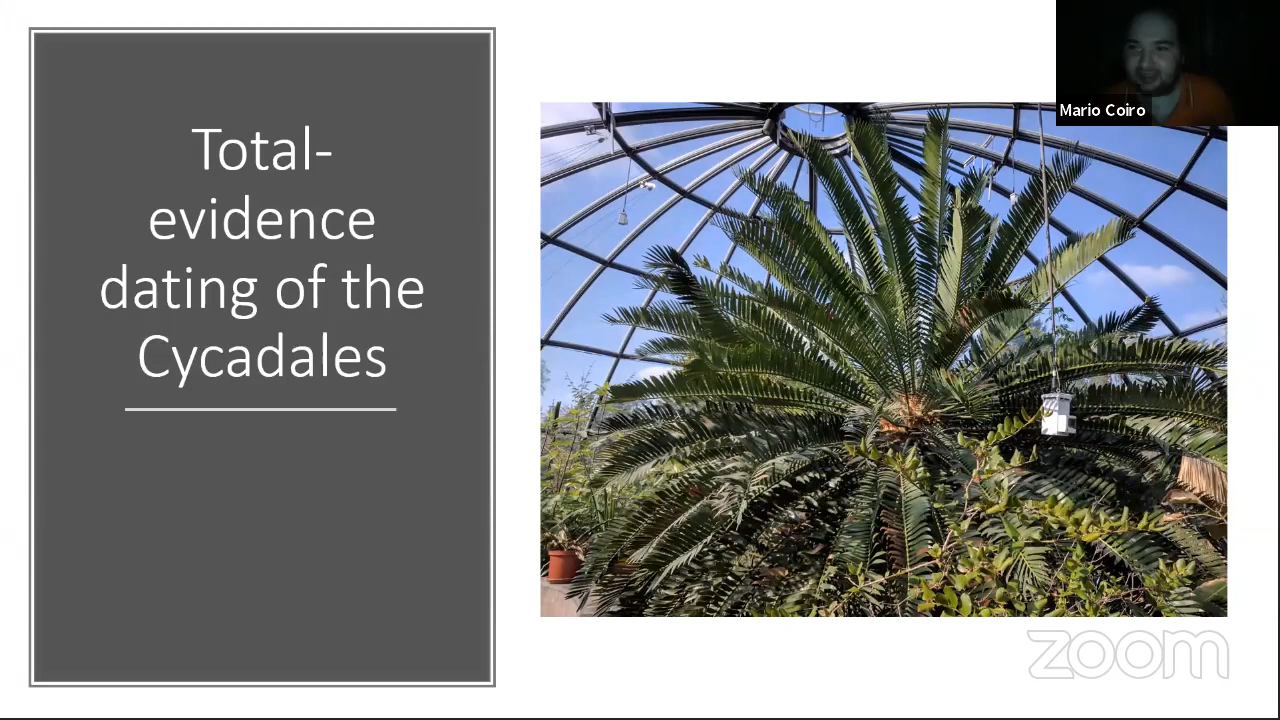 Total-
evidence
dating of the
Cycadales
Mario Coiro
zoom